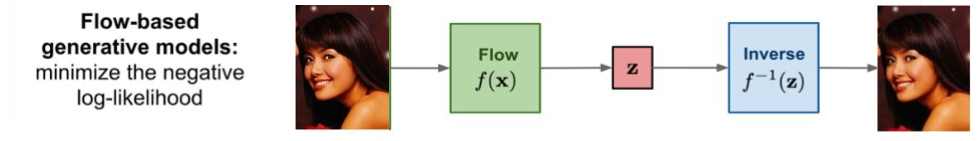 Flow-based
generative models:
minimize the negative
log-likelihood
Flow
f(x)
z
Inverse
f⁻¹(z)